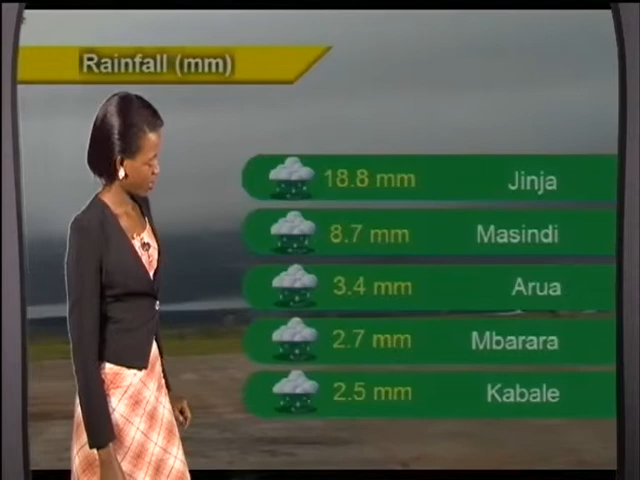 Rainfall (mm)
18.8 mm Jinja
8.7 mm Masindi
3.4 mm Arua
2.7 mm Mbarara
2.5 mm Kabale